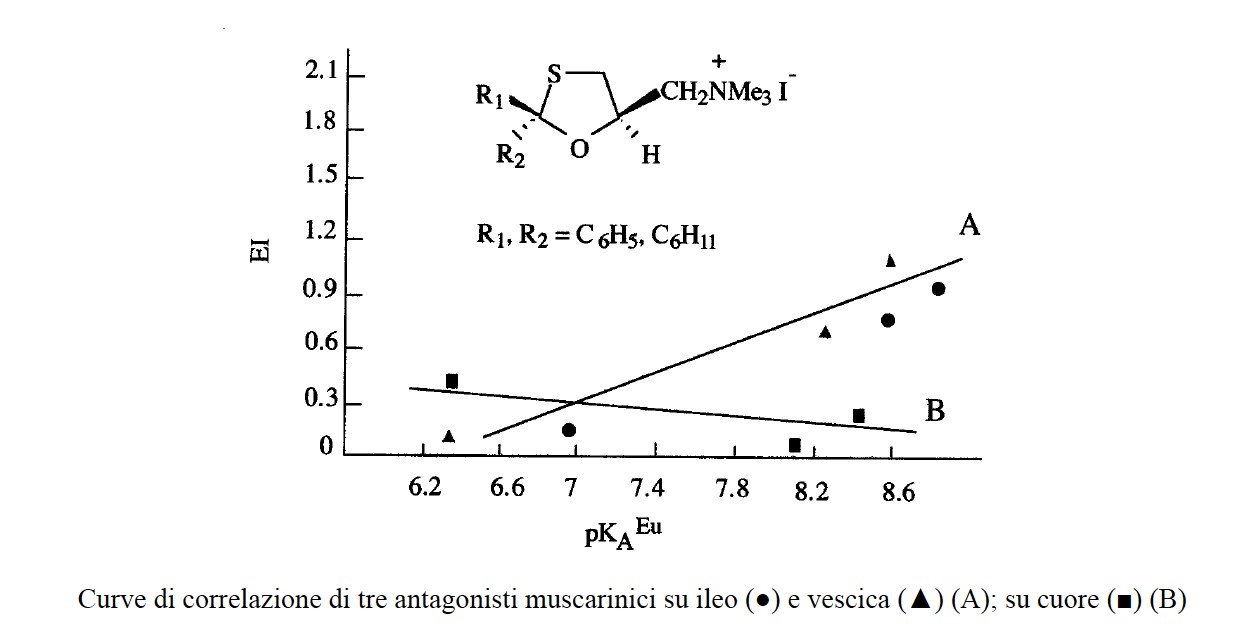 2.1
1.8
1.5
1.2
0.9
0.6
0.3
0
EI
S
R1
R2
O
H
CH2NMe3 I-
+
R1, R2 = C6H5, C6H11
A
B
6.2 6.6 7 7.4 7.8 8.2 8.6
pKA Eu
Curve di correlazione di tre antagonisti muscarinici su ileo (●) e vescica (▲) (A); su cuore (■) (B)